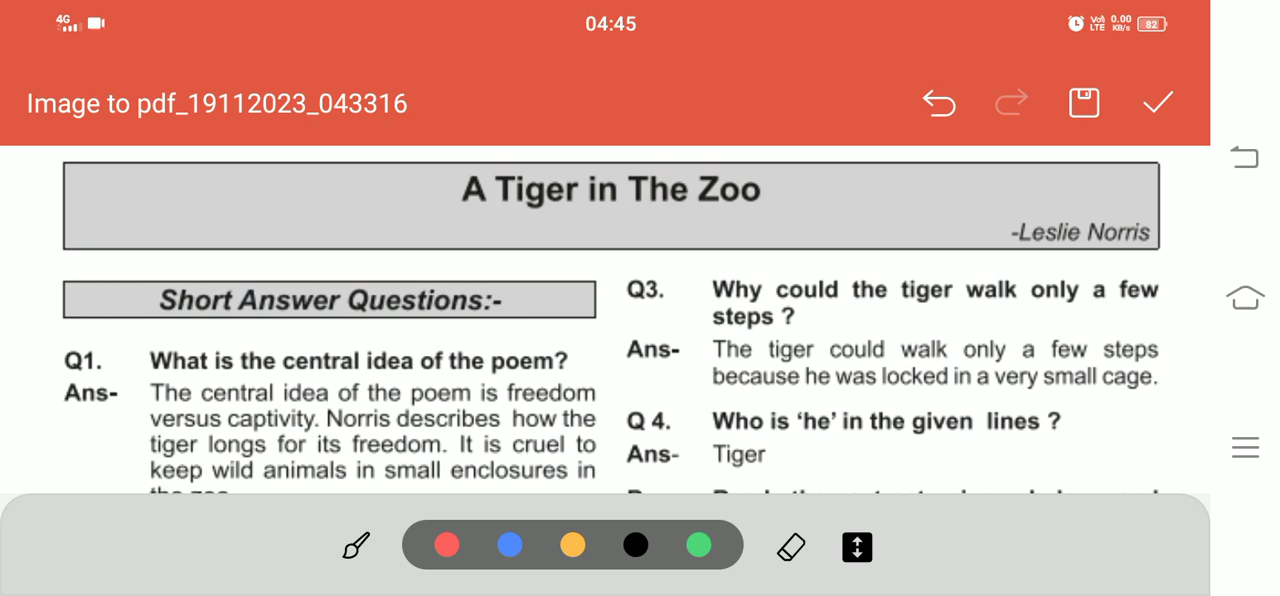 4G
04:45
Vo)
LTE
0.00
KB/s
82
Image to pdf_19112023_043316
A Tiger in The Zoo
-Leslie Norris
Short Answer Questions:-
Q1. What is the central idea of the poem?
Ans- The central idea of the poem is freedom
versus captivity. Norris describes how the
tiger longs for its freedom. It is cruel to
keep wild animals in small enclosures in
the zoo.
Q3. Why could the tiger walk only a few
steps ?
Ans- The tiger could walk only a few steps
because he was locked in a very small cage.
Q 4. Who is ‘he’ in the given lines ?
Ans- Tiger